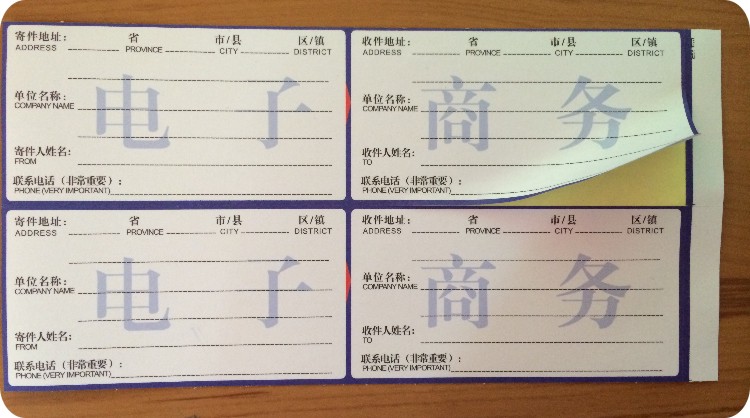 寄件地址： 省 市/县 区/镇
ADDRESS PROVINCE CITY DISTRICT
单位名称：
COMPANY NAME
电子
寄件人姓名：
FROM
联系电话（非常重要）：
PHONE (VERY IMPORTANT)
收件地址： 省 市/县 区/镇
ADDRESS PROVINCE CITY DISTRICT
单位名称：
COMPANY NAME
商务
收件人姓名：
TO
联系电话（非常重要）：
PHONE (VERY IMPORTANT)
寄件地址： 省 市/县 区/镇
ADDRESS PROVINCE CITY DISTRICT
单位名称：
COMPANY NAME
电子
寄件人姓名：
FROM
联系电话（非常重要）：
PHONE (VERY IMPORTANT)
收件地址： 省 市/县 区/镇
ADDRESS PROVINCE CITY DISTRICT
单位名称：
COMPANY NAME
商务
收件人姓名：
TO
联系电话（非常重要）：
PHONE (VERY IMPORTANT)